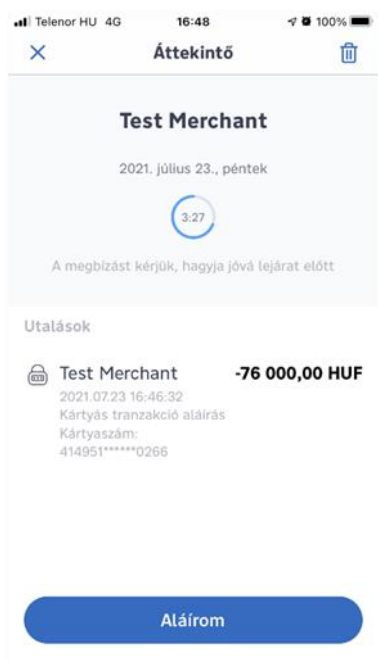 Telenor HU 4G 16:48 100%
Áttekintő
Test Merchant
2021. július 23., péntek
3:27
A megbízást kérjük, hagyja jóvá lejárat előtt
Utalások
Test Merchant -76 000,00 HUF
2021.07.23 16:46:32
Kártyás tranzakció aláírás
Kártyaszám:
414951******0266
Aláírom